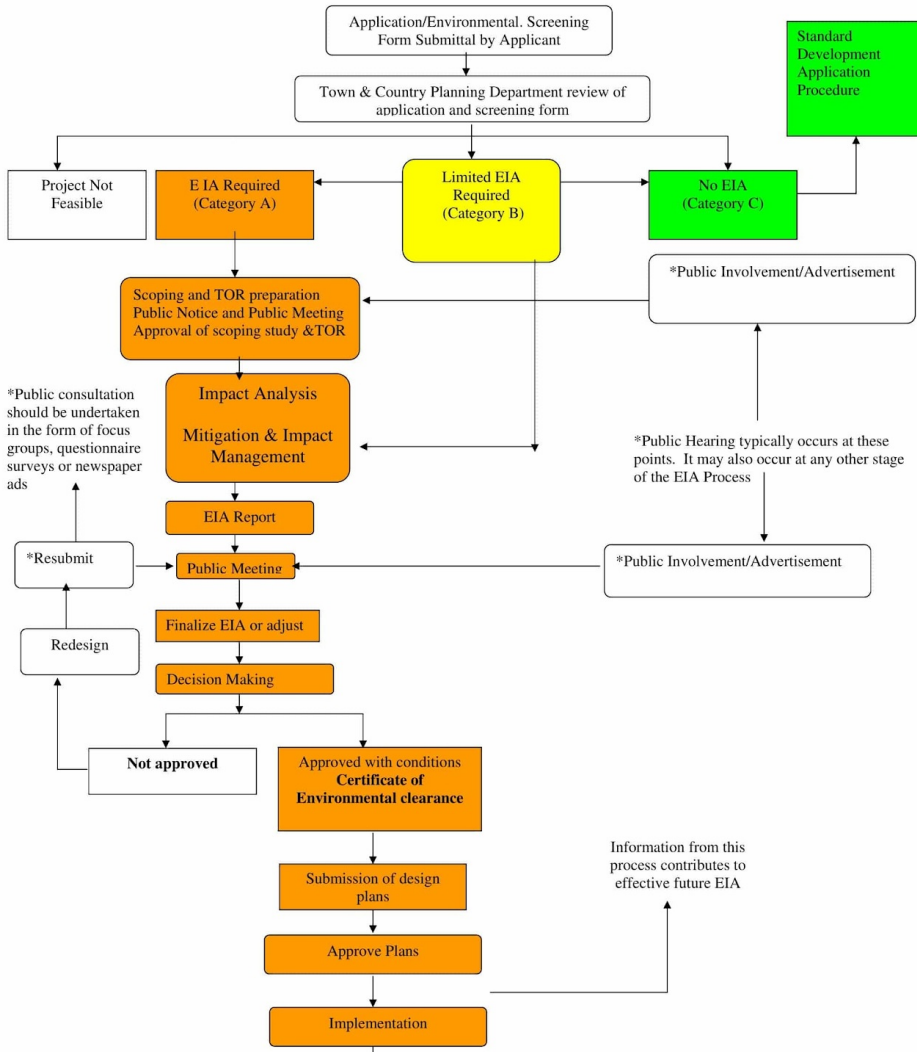 Application/Environmental. Screening
Form Submittal by Applicant
Standard
Development
Application
Procedure
Town & Country Planning Department review of
application and screening form
Project Not
Feasible
E IA Required
(Category A)
Limited EIA
Required
(Category B)
No EIA
(Category C)
*Public Involvement/Advertisement
Scoping and TOR preparation
Public Notice and Public Meeting
Approval of scoping study &TOR
Impact Analysis
Mitigation & Impact
Management
*Public consultation
should be undertaken
in the form of focus
groups, questionnaire
surveys or newspaper
ads
*Public Hearing typically occurs at these
points.  It may also occur at any other stage
of the EIA Process
EIA Report
*Resubmit
Public Meeting
*Public Involvement/Advertisement
Finalize EIA or adjust
Redesign
Decision Making
Not approved
Approved with conditions
Certificate of
Environmental clearance
Submission of design
plans
Information from this
process contributes to
effective future EIA
Approve Plans
Implementation